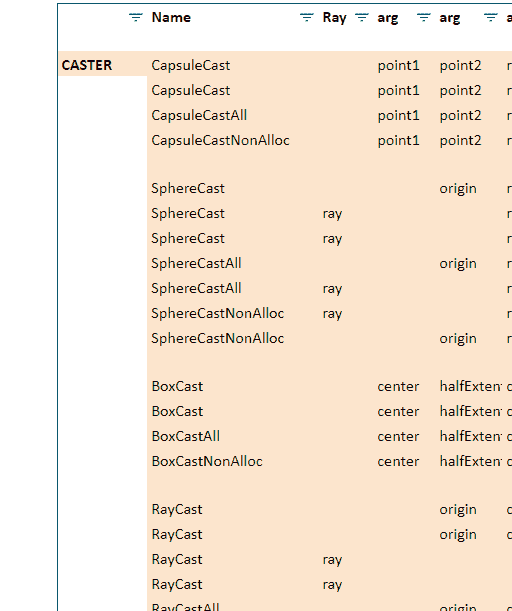 Name Ray arg arg
CASTER CapsuleCast point1 point2 r
CapsuleCast point1 point2 r
CapsuleCastAll point1 point2 r
CapsuleCastNonAlloc point1 point2 r
SphereCast origin r
SphereCast ray r
SphereCast ray r
SphereCastAll origin r
SphereCastAll ray r
SphereCastNonAlloc ray r
SphereCastNonAlloc origin r
BoxCast center halfExten
BoxCast center halfExten
BoxCastAll center halfExten
BoxCastNonAlloc center halfExten
RayCast origin
RayCast origin
RayCast ray
RayCast ray
RayCastAll origin